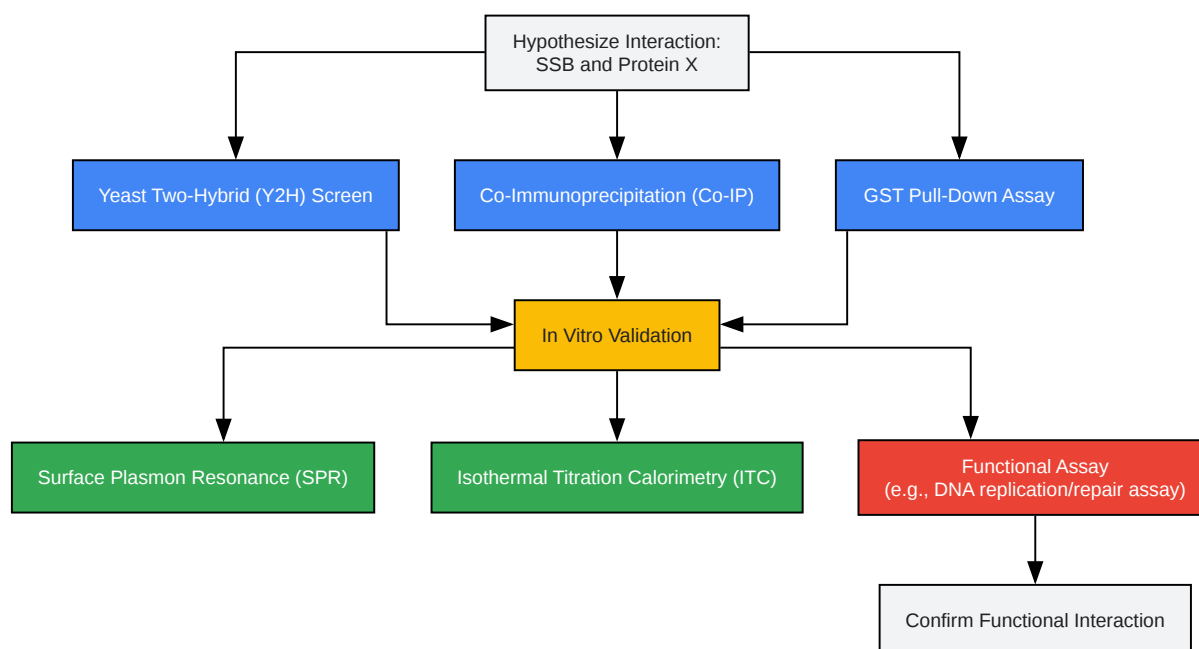 Hypothesize Interaction:
SSB and Protein X
Yeast Two-Hybrid (Y2H) Screen
Co-Immunoprecipitation (Co-IP)
GST Pull-Down Assay
In Vitro Validation
Surface Plasmon Resonance (SPR)
Isothermal Titration Calorimetry (ITC)
Functional Assay
(e.g., DNA replication/repair assay)
Confirm Functional Interaction